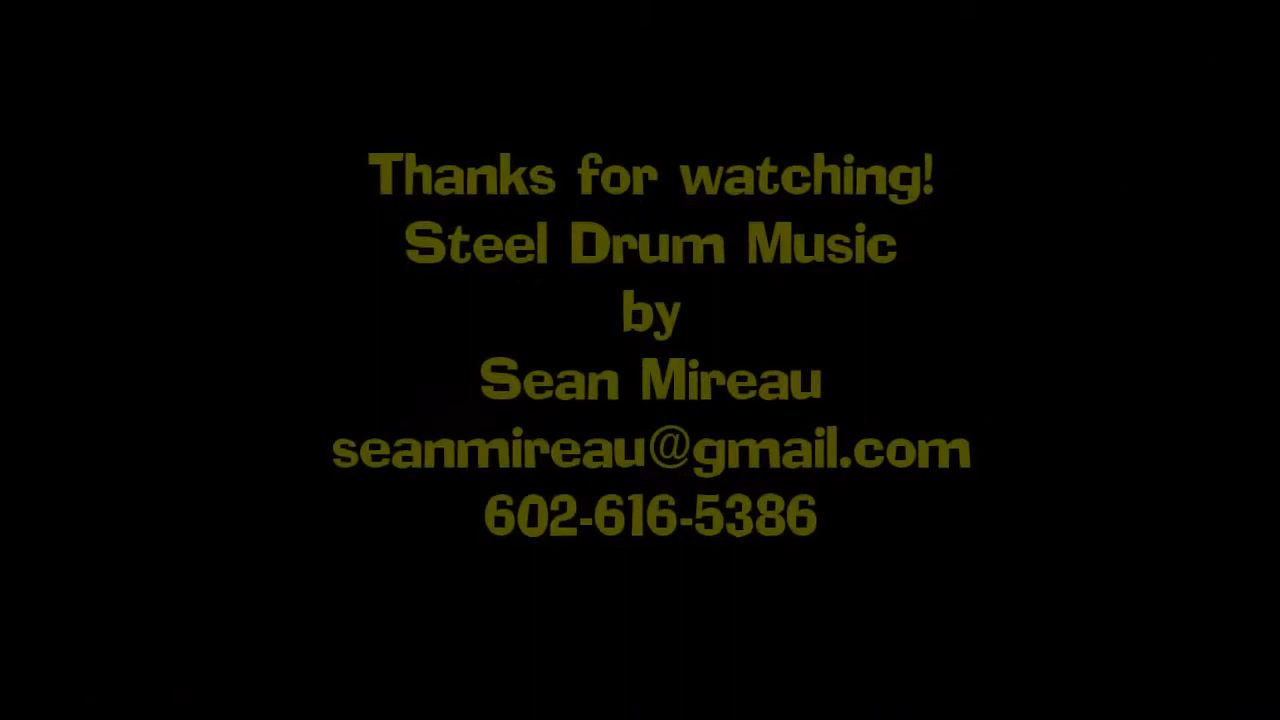 Thanks for watching!
Steel Drum Music
by
Sean Mireau
seanmireau@gmail.com
602-616-5386